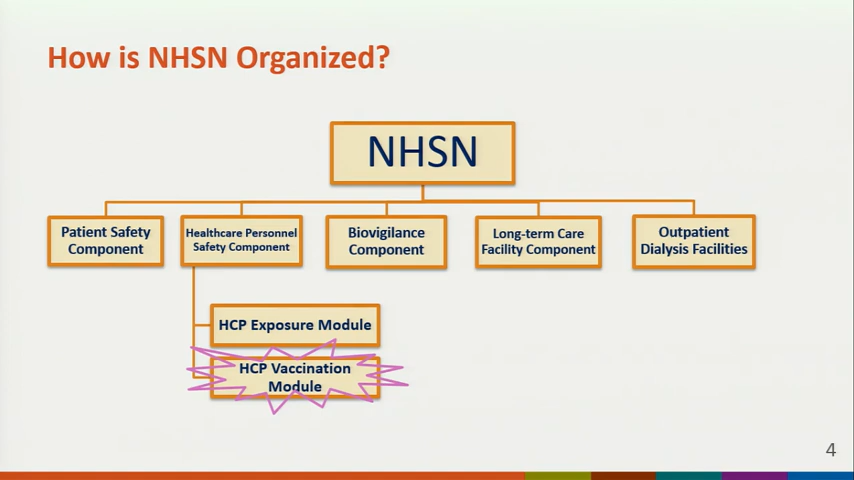 How is NHSN Organized?
NHSN
Patient Safety
Component
Healthcare Personnel
Safety Component
Biovigilance
Component
Long-term Care
Facility Component
Outpatient
Dialysis Facilities
HCP Exposure Module
HCP Vaccination
Module
4